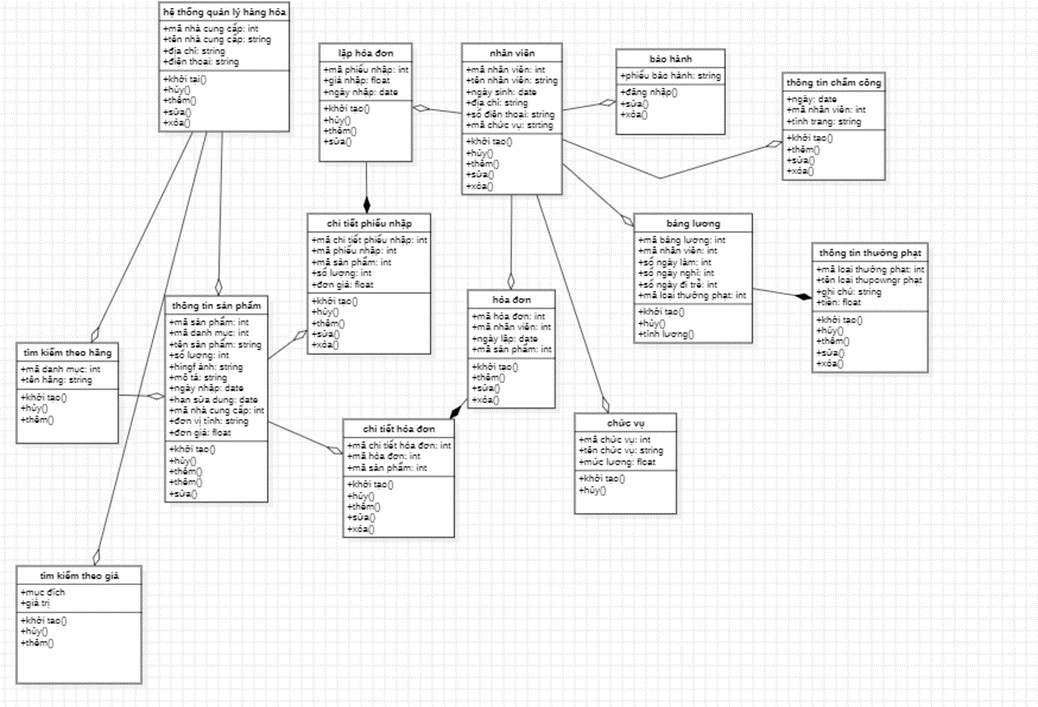 hệ thống quản lý hàng hóa
+mã nhà cung cấp: int
+tên nhà cung cấp: string
+địa chỉ: string
+điện thoại: string
+khởi tai()
+hủy()
+thêm()
+sửa()
+xóa()
lập hóa đơn
+mã phiếu nhập: int
+giá nhập: float
+ngày nhập: date
+khởi tạo()
+hủy()
+thêm()
+sửa()
nhân viên
+mã nhân viên: int
+tên nhân viên: string
+ngày sinh: date
+địa chỉ: string
+số điện thoại: string
+mã chức vụ: strting
+khởi tạo()
+hủy()
+thêm()
+sửa()
+xóa()
bảo hành
+phiếu bảo hành: string
+đăng nhập()
+sửa()
+xóa()
thông tin chấm công
+ngày: date
+mã nhân viên: int
+tình trạng: string
+khởi tạo()
+thêm()
+sửa()
+xóa()
chi tiết phiếu nhập
+mã chi tiết phiếu nhập: int
+mã phiếu nhập: int
+mã sản phẩm: int
+số lượng: int
+đơn giá: float
+khởi tạo()
+hủy()
+thêm()
+sửa()
+xóa()
bảng lương
+mã bảng lương: int
+mã nhân viên: int
+số ngày làm: int
+số ngày nghỉ: int
+số ngày đi trễ: int
+mã loại thưởng phạt: int
+khởi tạo()
+hủy()
+tính lương()
thông tin thưởng phạt
+mã loại thưởng phạt: int
+tên loại thupowngr phạt
+ghi chú: string
+tiền: float
+khởi tạo()
+hủy()
+thêm()
+sửa()
+xóa()
thông tin sản phẩm
+mã sản phẩm: int
+mã danh mục: int
+tên sản phẩm: string
+số lượng: int
+hingf ảnh: string
+mô tả: string
+ngày nhập: date
+hạn sửa dụng: date
+mã nhà cung cấp: int
+đơn vị tính: string
+đơn giá: float
+khởi tạo()
+hủy()
+thêm()
+thêm()
+sửa()
hóa đơn
+mã hóa đơn: int
+mã nhân viên: int
+ngày lập: date
+mã sản phẩm: int
+khởi tạo()
+thêm()
+sửa()
+xóa()
tìm kiếm theo hãng
+mã danh mục: int
+tên hãng: string
+khởi tạo()
+hủy()
+thêm()
chi tiết hóa đơn
+mã chi tiết hóa đơn: int
+mã hóa đơn: int
+mã sản phẩm: int
+khởi tạo()
+hủy()
+thêm()
+sửa()
+xóa()
chức vụ
+mã chức vụ: int
+tên chức vụ: string
+mức lương: float
+khởi tạo()
+hủy()
tìm kiếm theo giá
+mục đích
+giá trị
+khởi tạo()
+hủy()
+thêm()